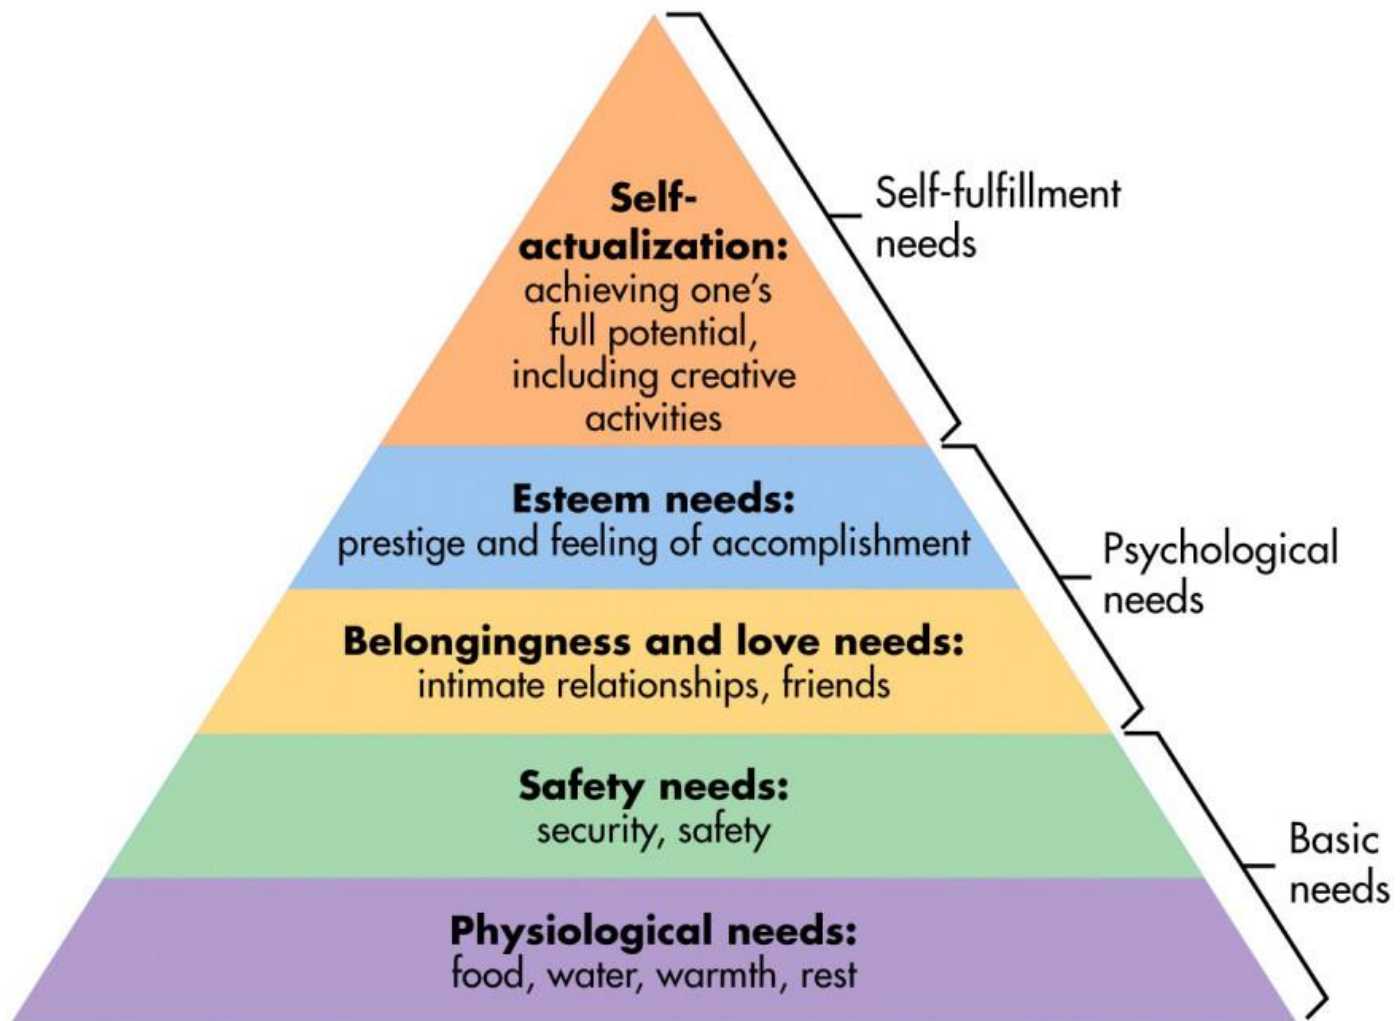 Self-
actualization:
achieving one's
full potential,
including creative
activities
Self-fulfillment
needs
Esteem needs:
prestige and feeling of accomplishment
Belongingness and love needs:
intimate relationships, friends
Psychological
needs
Safety needs:
security, safety
Physiological needs:
food, water, warmth, rest
Basic
needs